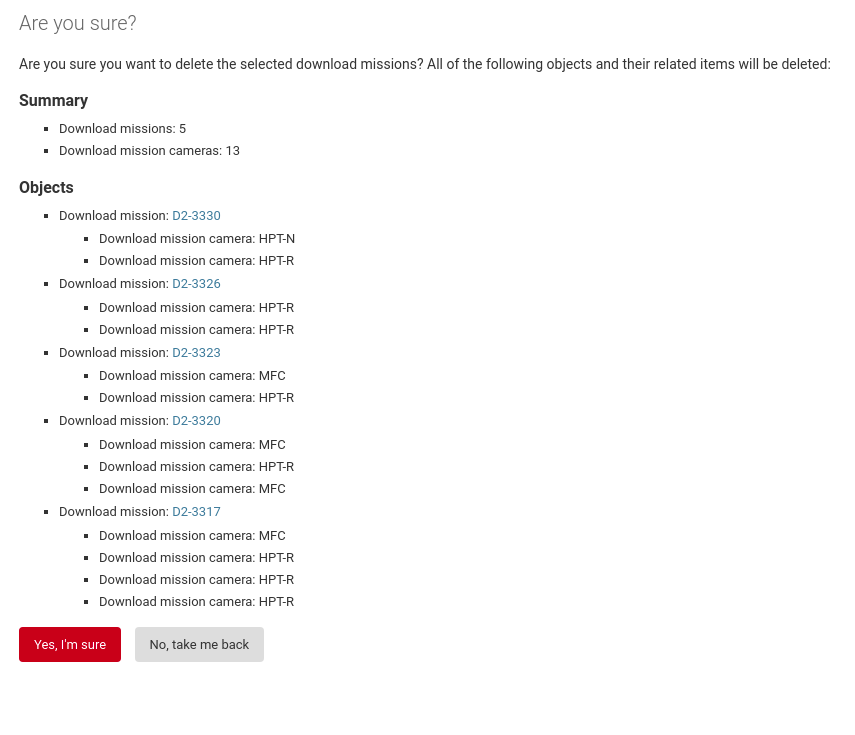 Are you sure?
Are you sure you want to delete the selected download missions? All of the following objects and their related items will be deleted:
Summary
Download missions: 5
Download mission cameras: 13
Objects
Download mission: D2-3330
Download mission camera: HPT-N
Download mission camera: HPT-R
Download mission: D2-3326
Download mission camera: HPT-R
Download mission camera: HPT-R
Download mission: D2-3323
Download mission camera: MFC
Download mission camera: HPT-R
Download mission: D2-3320
Download mission camera: MFC
Download mission camera: HPT-R
Download mission camera: MFC
Download mission: D2-3317
Download mission camera: MFC
Download mission camera: HPT-R
Download mission camera: HPT-R
Download mission camera: HPT-R
Yes, I'm sure No, take me back